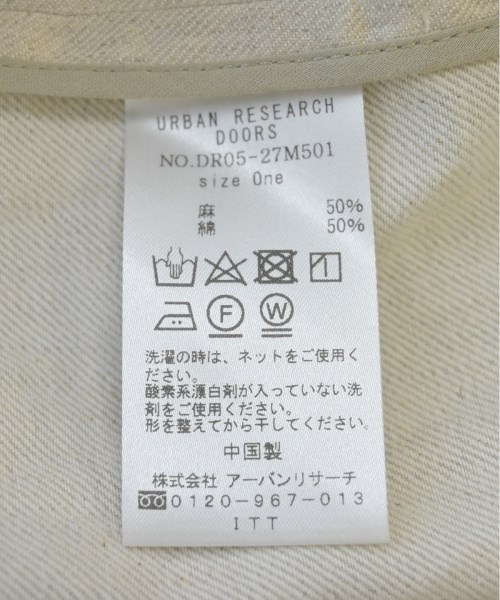 URBAN RESEARCH
DOORS
NO.DR05-27M501
size One
麻 50%
綿 50%
F W
洗濯の時は、ネットをご使用く
ださい。
酸素系漂白剤が入っていない洗
剤をご使用ください。
形を整えてから干してください。
中国製
株式会社 アーバンリサーチ
0120-967-013
ITT